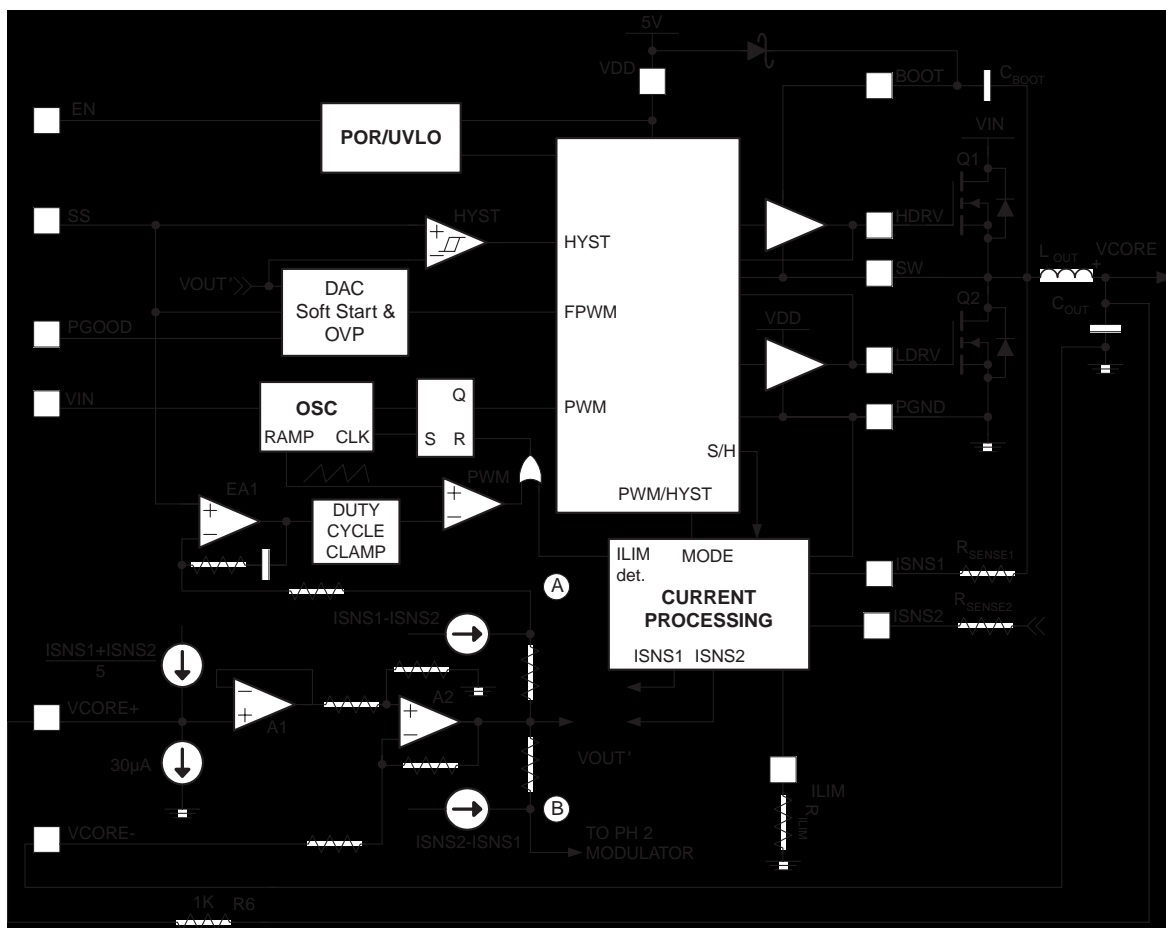 5V
VDD
BOOT
CBOOT
EN
POR/UVLO
VIN
Q1
SS
HYST
HYST
HDRV
VOUT'
DAC
Soft Start &
OVP
SW
LOUT
+
VCORE
PGOOD
FPWM
VDD
Q2
COUT
LDRV
VIN
OSC
RAMP CLK
Q
S R
PWM
PGND
S/H
PWM
PWM/HYST
EA1
DUTY
CYCLE
CLAMP
ILIM
det.
MODE
CURRENT
PROCESSING
ISNS1 ISNS2
ISNS1
RSENSE1
A
ISNS2
RSENSE2
ISNS1-ISNS2
ISNS1+ISNS2
5
VCORE+
A1
A2
30µA
VOUT'
ILIM
RILIM
B
VCORE-
ISNS2-ISNS1
TO PH 2
MODULATOR
1K R6